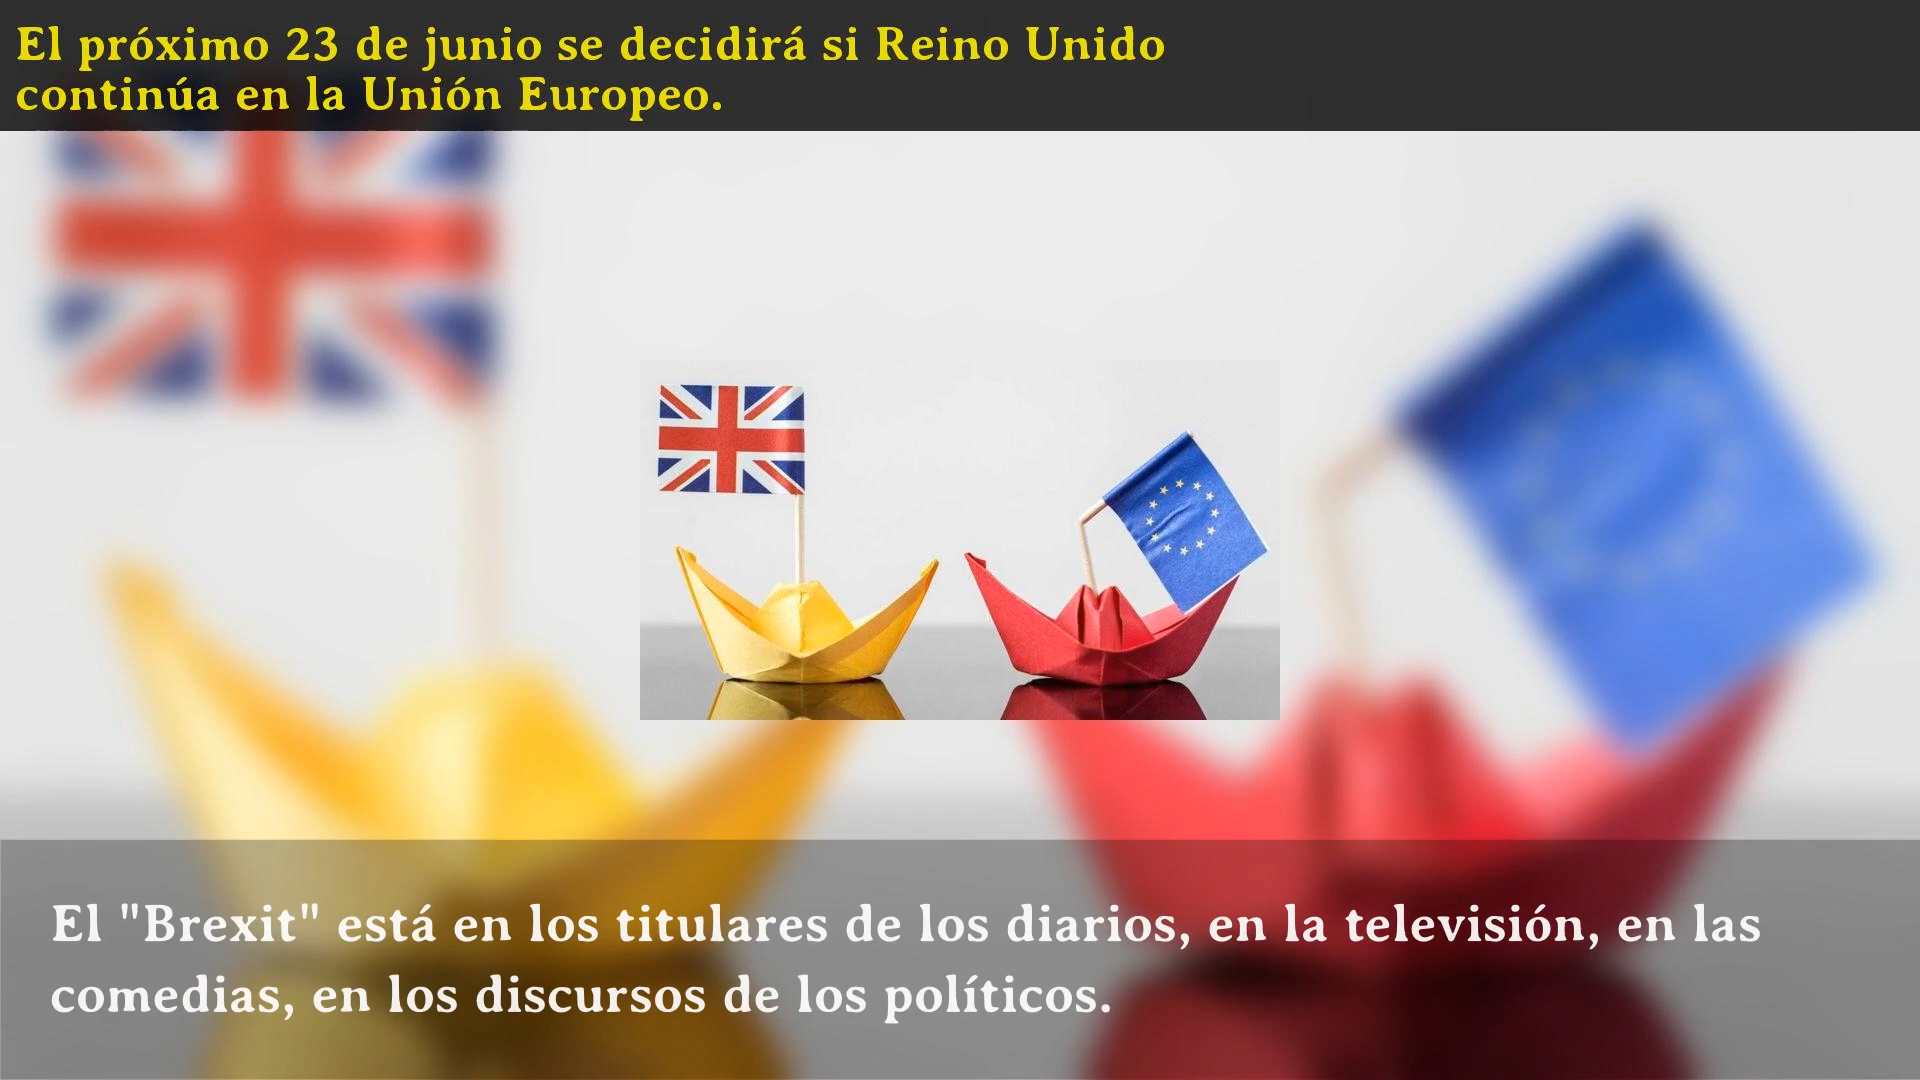 El próximo 23 de junio se decidirá si Reino Unido
continúa en la Unión Europeo.
El "Brexit" está en los titulares de los diarios, en la televisión, en las
comedias, en los discursos de los políticos.